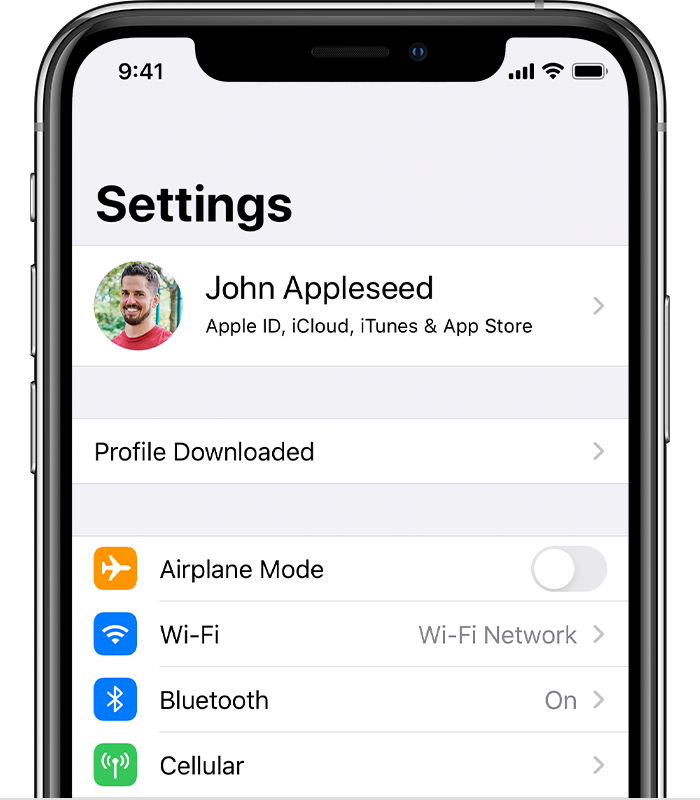 9:41
Settings
John Appleseed
Apple ID, iCloud, iTunes & App Store
Profile Downloaded
Airplane Mode
Wi-Fi Wi-Fi Network
Bluetooth On
Cellular